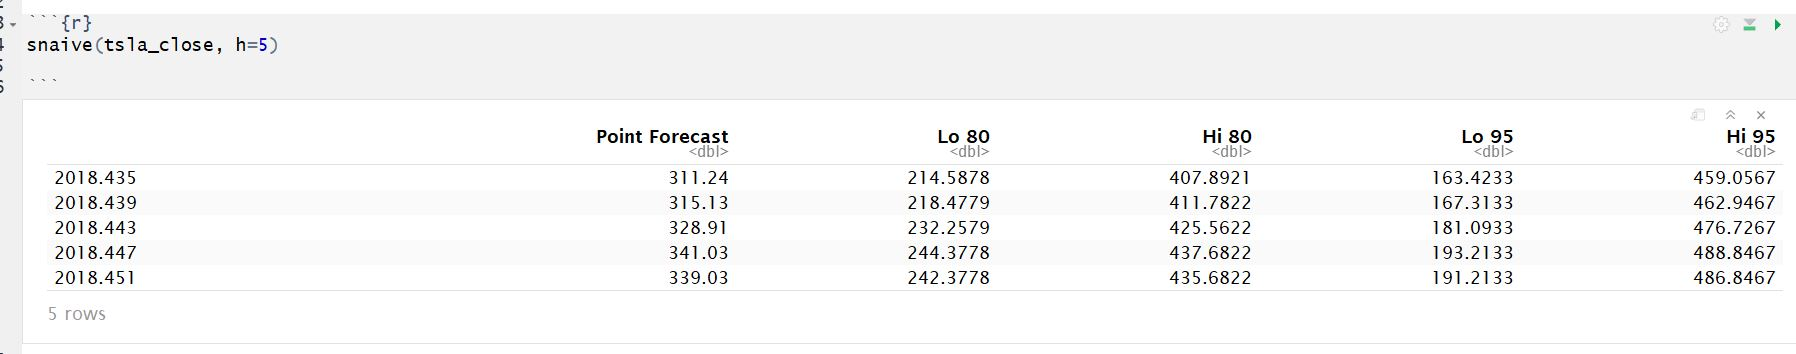 3 ```{r}
4 snaive(tsla_close, h=5)
5
6 ```
Point Forecast Lo 80 Hi 80 Lo 95 Hi 95
<dbl> <dbl> <dbl> <dbl> <dbl>
2018.435 311.24 214.5878 407.8921 163.4233 459.0567
2018.439 315.13 218.4779 411.7822 167.3133 462.9467
2018.443 328.91 232.2579 425.5622 181.0933 476.7267
2018.447 341.03 244.3778 437.6822 193.2133 488.8467
2018.451 339.03 242.3778 435.6822 191.2133 486.8467
5 rows